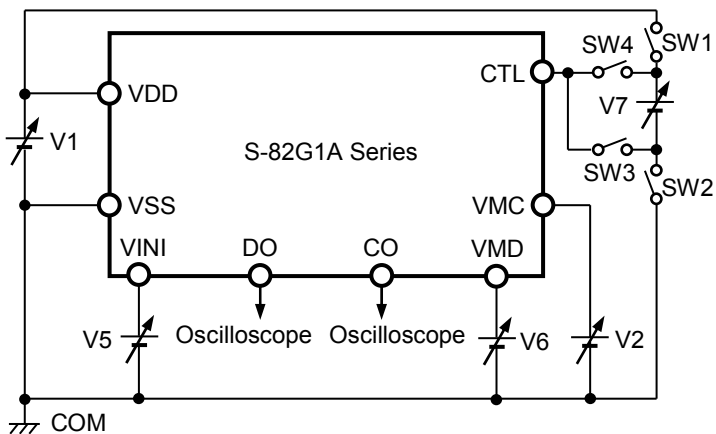 SW4
SW1
CTL
VDD
V7
V1
S-82G1A Series
SW3
SW2
VSS
VMC
VINI
DO
CO
VMD
V5
Oscilloscope
Oscilloscope
V6
V2
COM